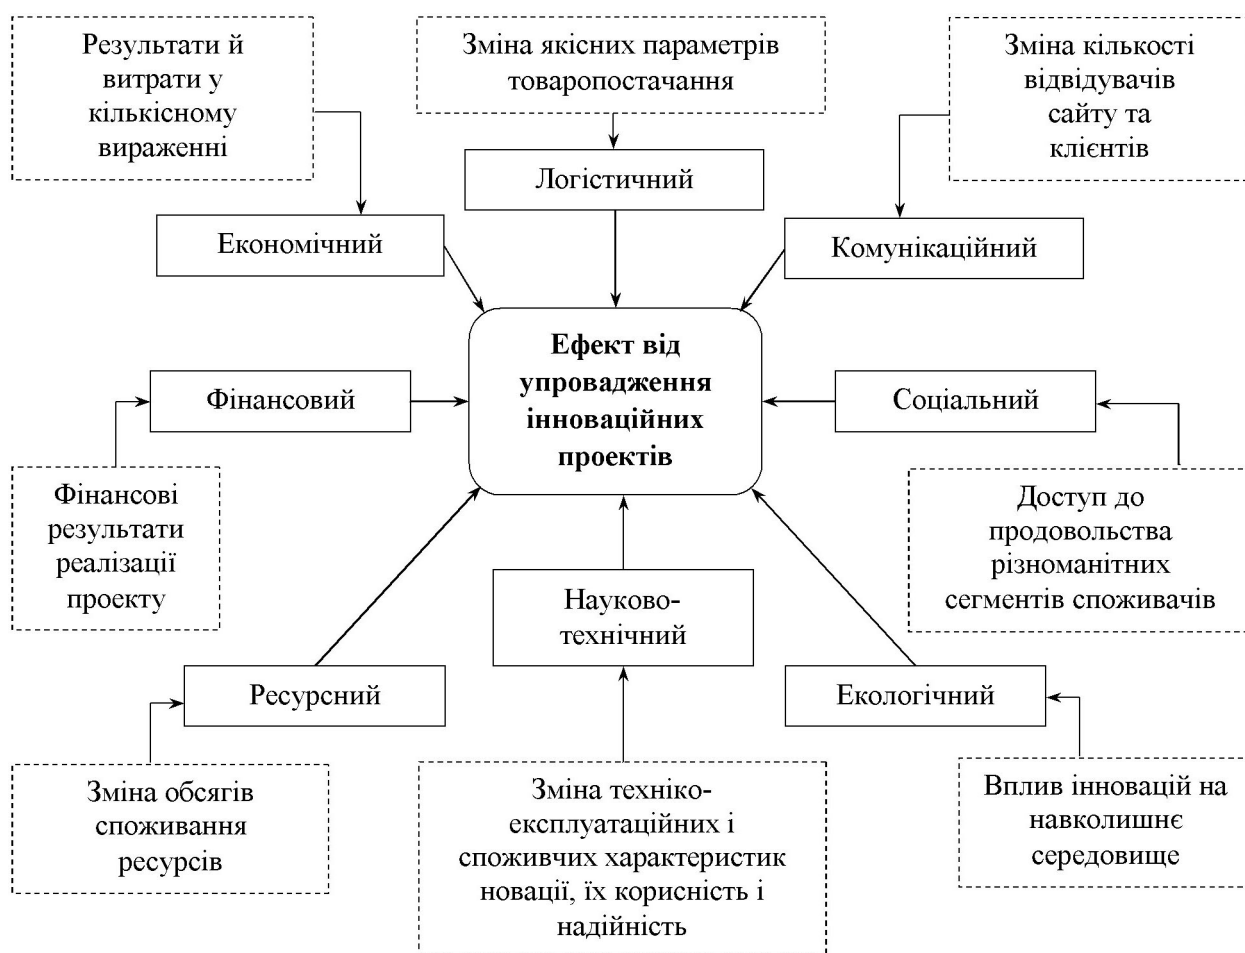 Результати й
витрати у
кількісному
вираженні
Зміна якісних параметрів
товаропостачання
Зміна кількості
відвідувачів
сайту та
клієнтів
Логістичний
Економічний
Комунікаційний
Ефект від
упровадження
інноваційних
проектів
Фінансовий
Соціальний
Фінансові
результати
реалізації
проекту
Доступ до
продовольства
різноманітних
сегментів споживачів
Науково-
технічний
Ресурсний
Екологічний
Зміна обсягів
споживання
ресурсів
Зміна техніко-
експлуатаційних і
споживчих характеристик
новації, їх корисність і
надійність
Вплив інновацій на
навколишнє
середовище